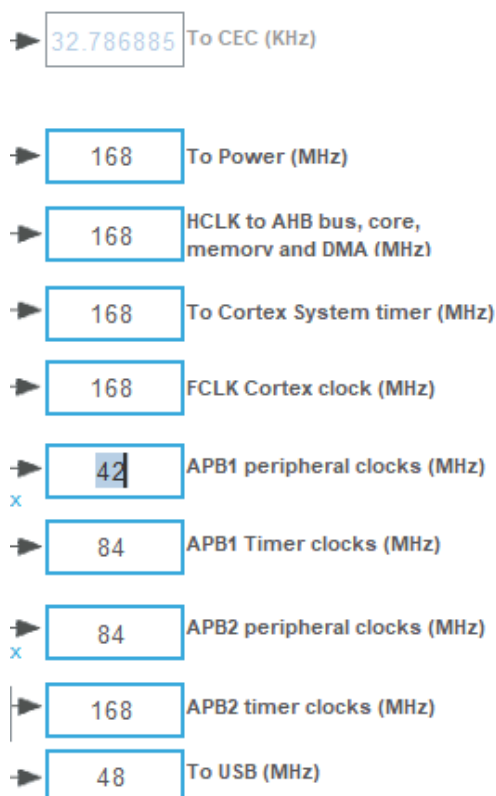 32.786885 To CEC (KHz)
168 To Power (MHz)
168 HCLK to AHB bus, core,
memory and DMA (MHz)
168 To Cortex System timer (MHz)
168 FCLK Cortex clock (MHz)
42 APB1 peripheral clocks (MHz)
x
84 APB1 Timer clocks (MHz)
84 APB2 peripheral clocks (MHz)
x
168 APB2 timer clocks (MHz)
48 To USB (MHz)